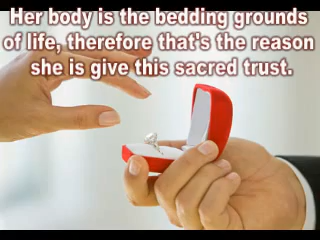 Her body is the bedding grounds
of life, therefore that's the reason
she is give this sacred trust.